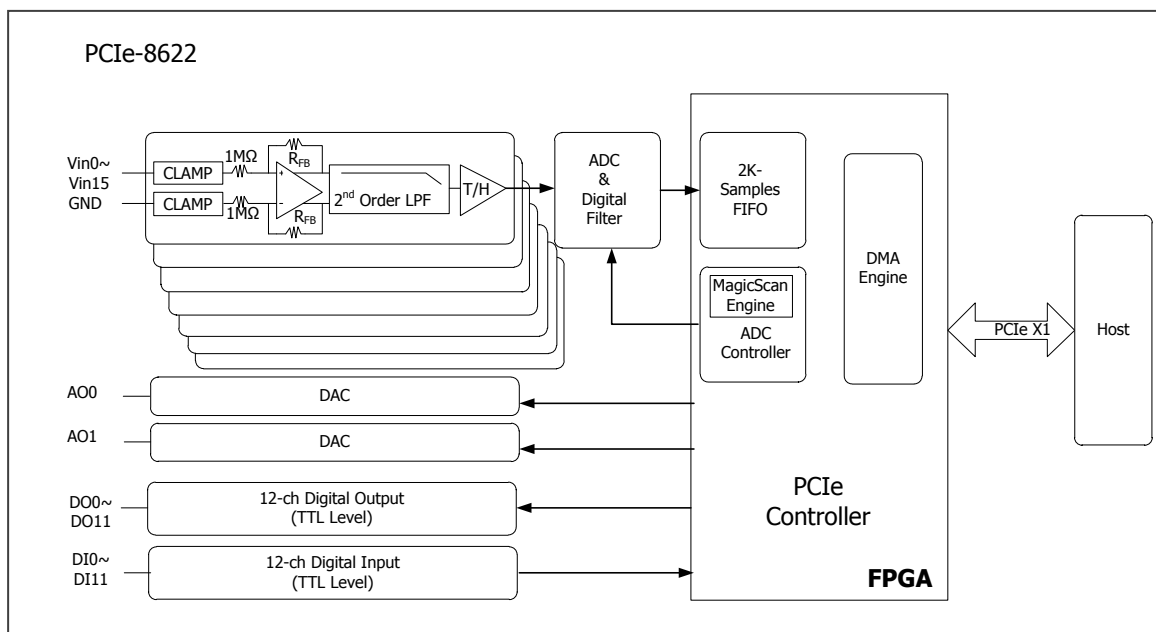 PCIe-8622
Vin0~
Vin15
GND
CLAMP
1MΩ
RFB
CLAMP
1MΩ
RFB
+
-
2nd Order LPF
T/H
ADC
&
Digital
Filter
2K-
Samples
FIFO
MagicScan
Engine
ADC
Controller
DMA
Engine
PCIe X1
Host
AO0
DAC
AO1
DAC
DO0~
DO11
12-ch Digital Output
(TTL Level)
DI0~
DI11
12-ch Digital Input
(TTL Level)
PCIe
Controller
FPGA